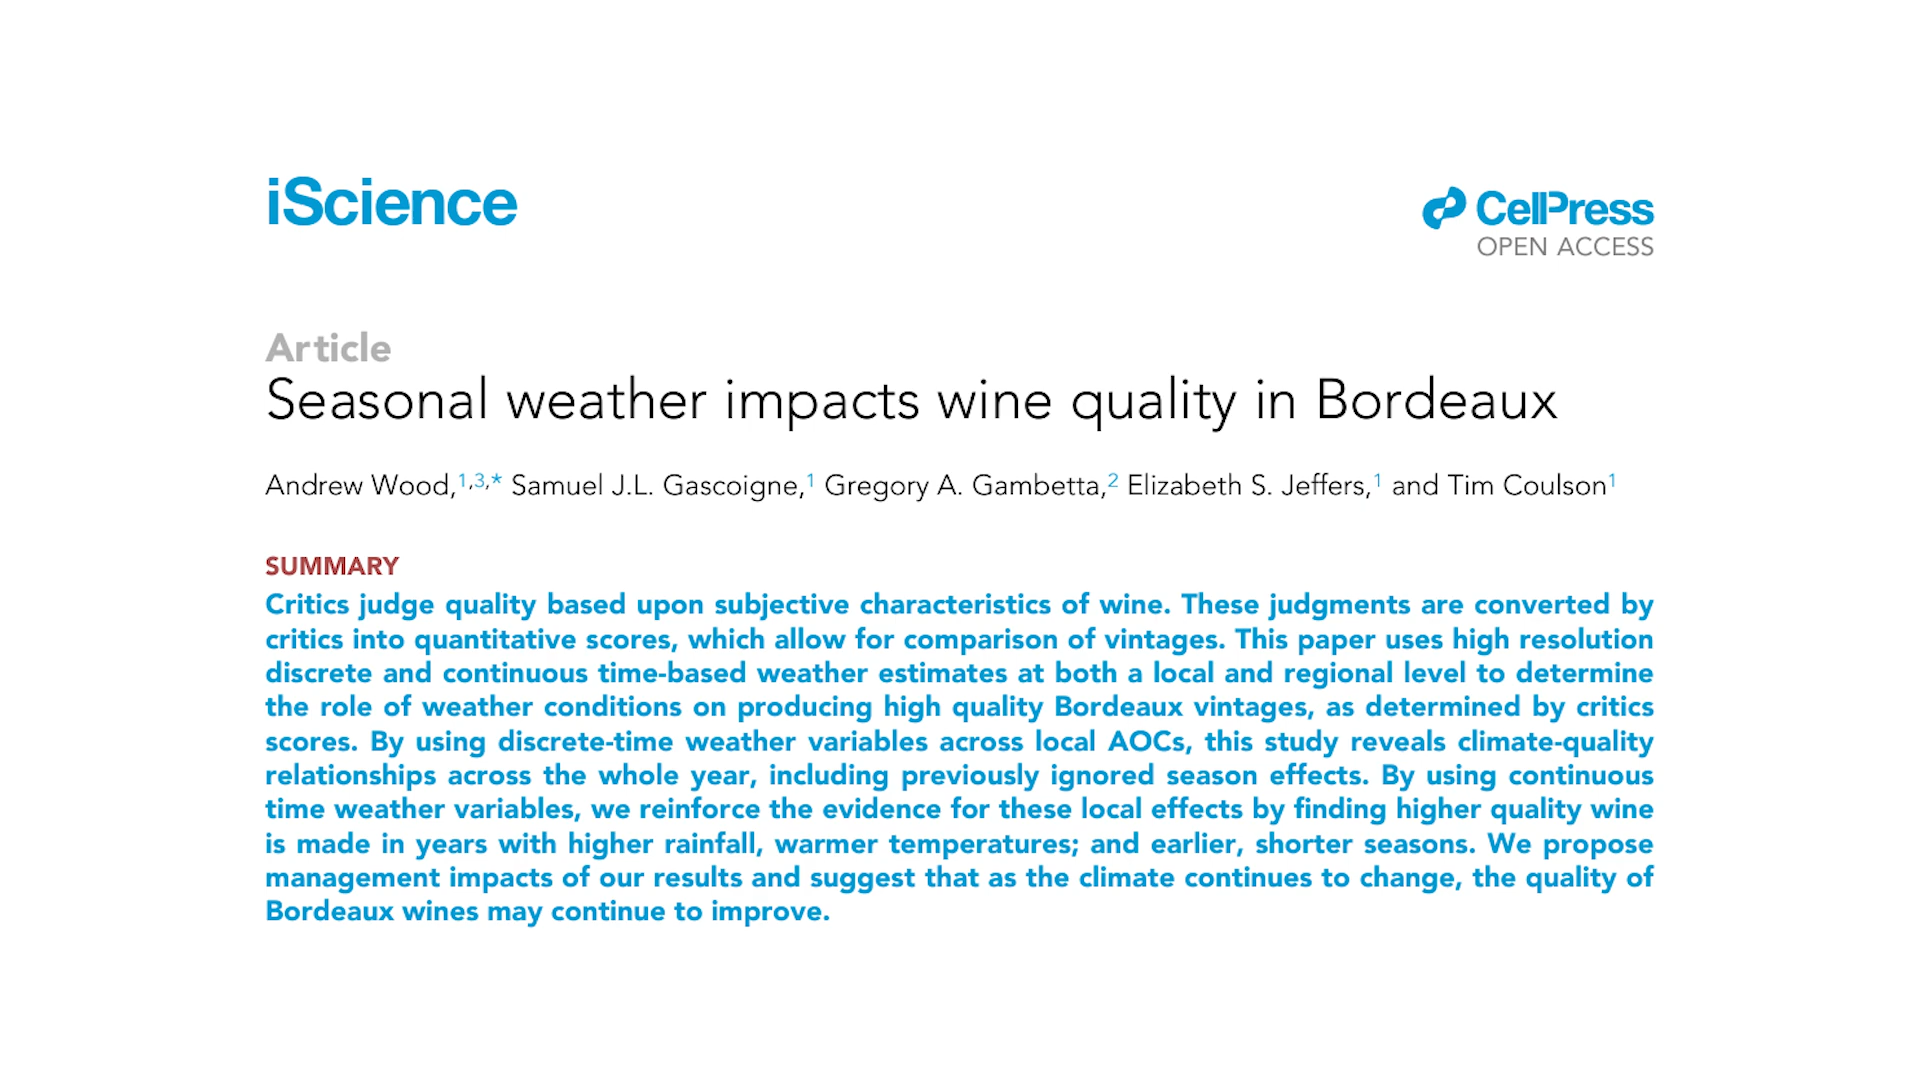 iScience
CellPress
OPEN ACCESS
Article
Seasonal weather impacts wine quality in Bordeaux
Andrew Wood,1,3,* Samuel J.L. Gascoigne,1 Gregory A. Gambetta,2 Elizabeth S. Jeffers,1 and Tim Coulson1
SUMMARY
Critics judge quality based upon subjective characteristics of wine. These judgments are converted by
critics into quantitative scores, which allow for comparison of vintages. This paper uses high resolution
discrete and continuous time-based weather estimates at both a local and regional level to determine
the role of weather conditions on producing high quality Bordeaux vintages, as determined by critics
scores. By using discrete-time weather variables across local AOCs, this study reveals climate-quality
relationships across the whole year, including previously ignored season effects. By using continuous
time weather variables, we reinforce the evidence for these local effects by finding higher quality wine
is made in years with higher rainfall, warmer temperatures; and earlier, shorter seasons. We propose
management impacts of our results and suggest that as the climate continues to change, the quality of
Bordeaux wines may continue to improve.